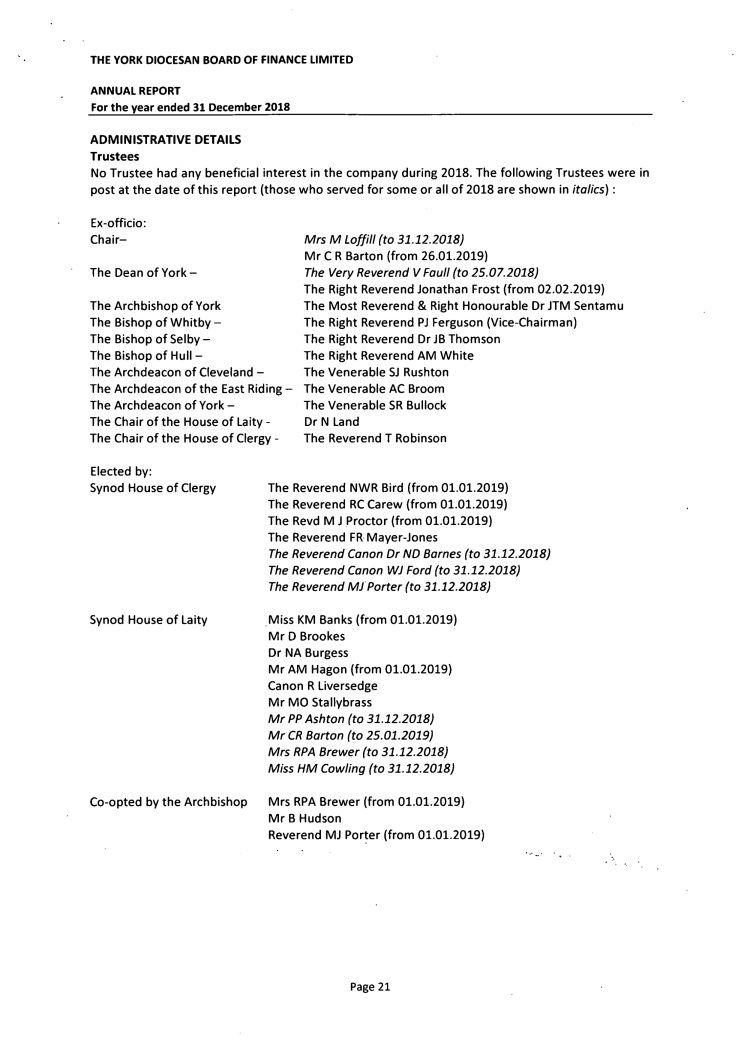 THE YORK DIOCESAN BOARD OF FINANCE LIMITED
ANNUAL REPORT
For the year ended 31 December 2018
ADMINISTRATIVE DETAILS
Trustees
No Trustee had any beneficial interest in the company during 2018. The following Trustees were in
post at the date of this report (those who served for some or all of 2018 are shown in italics) :
Ex-officio:
Chair– Mrs M Loffill (to 31.12.2018)
Mr C R Barton (from 26.01.2019)
The Dean of York – The Very Reverend V Faull (to 25.07.2018)
The Right Reverend Jonathan Frost (from 02.02.2019)
The Archbishop of York The Most Reverend & Right Honourable Dr JTM Sentamu
The Bishop of Whitby – The Right Reverend PJ Ferguson (Vice-Chairman)
The Bishop of Selby – The Right Reverend Dr JB Thomson
The Bishop of Hull – The Right Reverend AM White
The Archdeacon of Cleveland – The Venerable SJ Rushton
The Archdeacon of the East Riding – The Venerable AC Broom
The Archdeacon of York – The Venerable SR Bullock
The Chair of the House of Laity - Dr N Land
The Chair of the House of Clergy - The Reverend T Robinson
Elected by:
Synod House of Clergy The Reverend NWR Bird (from 01.01.2019)
The Reverend RC Carew (from 01.01.2019)
The Revd M J Proctor (from 01.01.2019)
The Reverend FR Mayer-Jones
The Reverend Canon Dr ND Barnes (to 31.12.2018)
The Reverend Canon WJ Ford (to 31.12.2018)
The Reverend MJ Porter (to 31.12.2018)
Synod House of Laity Miss KM Banks (from 01.01.2019)
Mr D Brookes
Dr NA Burgess
Mr AM Hagon (from 01.01.2019)
Canon R Liversedge
Mr MO Stallybrass
Mr PP Ashton (to 31.12.2018)
Mr CR Barton (to 25.01.2019)
Mrs RPA Brewer (to 31.12.2018)
Miss HM Cowling (to 31.12.2018)
Co-opted by the Archbishop Mrs RPA Brewer (from 01.01.2019)
Mr B Hudson
Reverend MJ Porter (from 01.01.2019)
Page 21